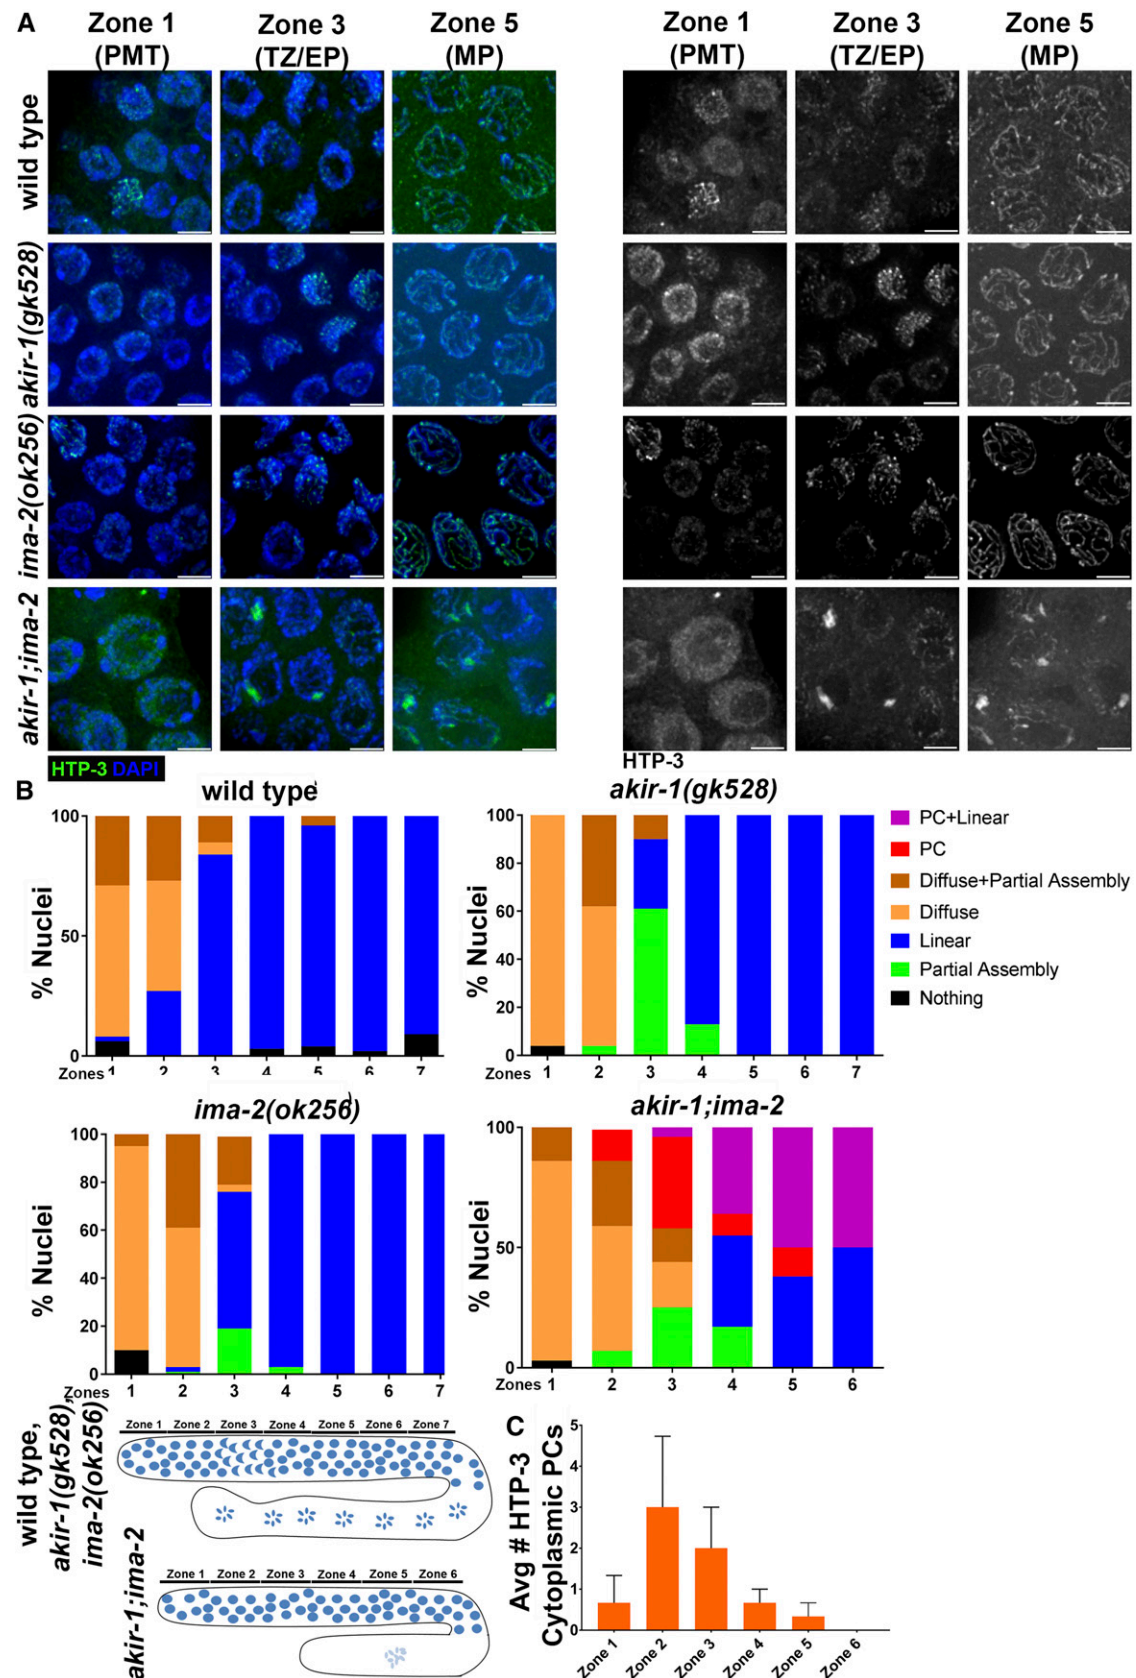 A
Zone 1
(PMT)
Zone 3
(TZ/EP)
Zone 5
(MP)
Zone 1
(PMT)
Zone 3
(TZ/EP)
Zone 5
(MP)
wild type
akir-1(gk528)
ima-2(ok256)
akir-1;ima-2
HTP-3 DAPI
HTP-3
B
wild type
% Nuclei
100
50
0
Zones 1 2 3 4 5 6 7
akir-1(gk528)
% Nuclei
100
80
60
40
20
0
Zones 1 2 3 4 5 6 7
PC+Linear
PC
Diffuse+Partial Assembly
Diffuse
Linear
Partial Assembly
Nothing
ima-2(ok256)
% Nuclei
100
80
60
40
20
0
Zones 1 2 3 4 5 6 7
akir-1;ima-2
% Nuclei
100
50
0
Zones 1 2 3 4 5 6
wild type,
akir-1(gk528),
ima-2(ok256)
Zone 1 Zone 2 Zone 3 Zone 4 Zone 5 Zone 6 Zone 7
akir-1;ima-2
Zone 1 Zone 2 Zone 3 Zone 4 Zone 5 Zone 6
C
Avg # HTP-3
Cytoplasmic PCs
5
4
3
2
1
0
Zone 1
Zone 2
Zone 3
Zone 4
Zone 5
Zone 6